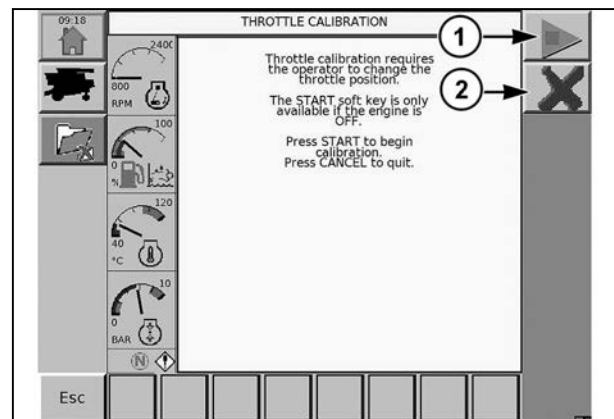 09:18
THROTTLE CALIBRATION
1
2400
800
RPM
Throttle calibration requires
the operator to change the
throttle position.
The START soft key is only
available if the engine is
OFF.
Press START to begin
calibration.
Press CANCEL to quit.
2
100
0
%
120
40
°C
10
0
BAR
N
Esc